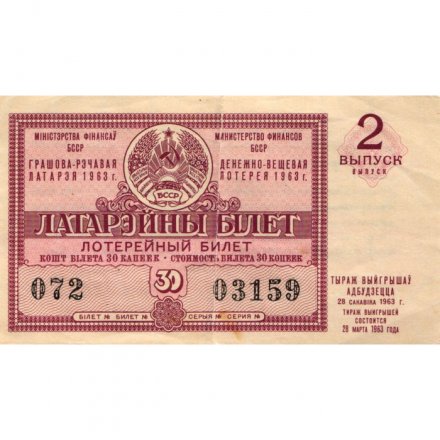 МІНІСТЭРСТВА ФІНАНСАЎ
БССР
ГРАШОВА-РЭЧАВАЯ
ЛАТАРЭЯ 1963 г.
МИНИСТЕРСТВО ФИНАНСОВ
БССР
ДЕНЕЖНО-ВЕЩЕВАЯ
ЛОТЕРЕЯ 1963 г.
БССР
2
ВЫПУСК
ВЫПУСК
ЛАТАРЭЙНЫ БІЛЕТ
ЛОТЕРЕЙНЫЙ БИЛЕТ
КОШТ БІЛЕТА 30 КАПЕЕК · СТОИМОСТЬ БИЛЕТА 30 КОПЕЕК
072
30
03159
БІЛЕТ № БИЛЕТ №
СЕРЫЯ № СЕРИЯ №
ТЫРАЖ ВЫЙГРЫШАЎ
АДБУДЗЕЦЦА
28 САКАВІКА 1963 г.
ТИРАЖ ВЫИГРЫШЕЙ
СОСТОИТСЯ
28 МАРТА 1963 ГОДА